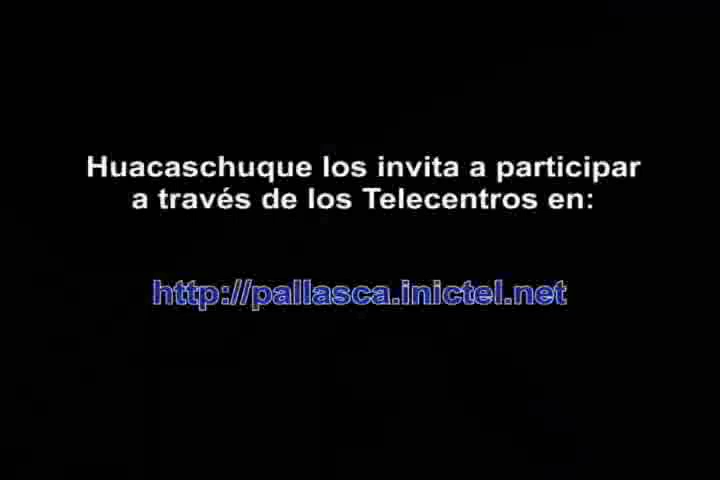 Huacaschuque los invita a participar
a través de los Telecentros en:
http://pallasca.inictel.net